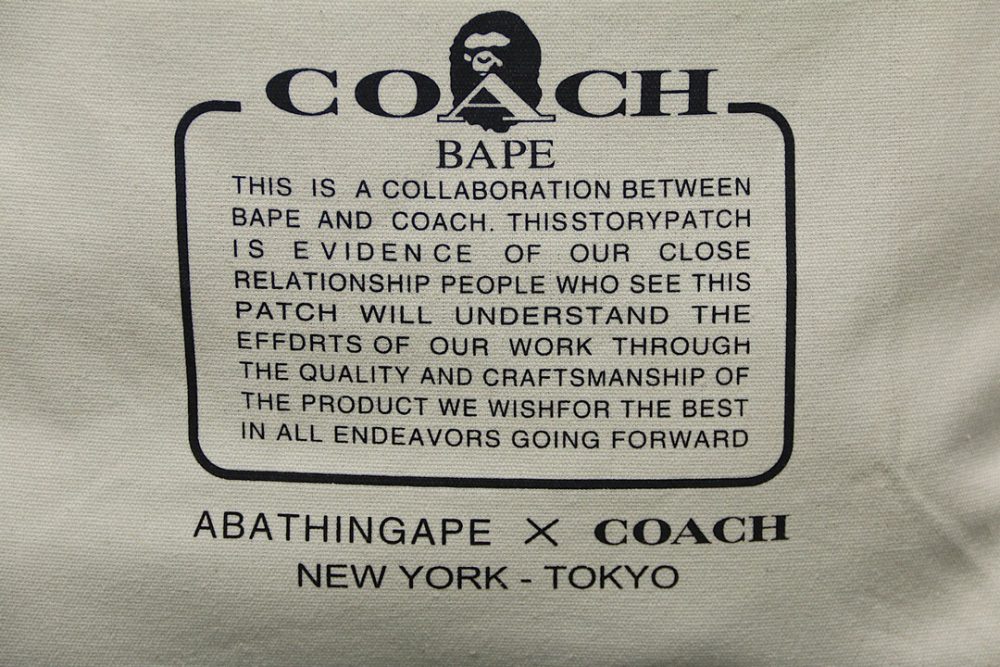 COACH
BAPE
THIS IS A COLLABORATION BETWEEN
BAPE AND COACH. THISSTORYPATCH
IS EVIDENCE OF OUR CLOSE
RELATIONSHIP PEOPLE WHO SEE THIS
PATCH WILL UNDERSTAND THE
EFFDRTS OF OUR WORK THROUGH
THE QUALITY AND CRAFTSMANSHIP OF
THE PRODUCT WE WISHFOR THE BEST
IN ALL ENDEAVORS GOING FORWARD
ABATHINGAPE X COACH
NEW YORK - TOKYO